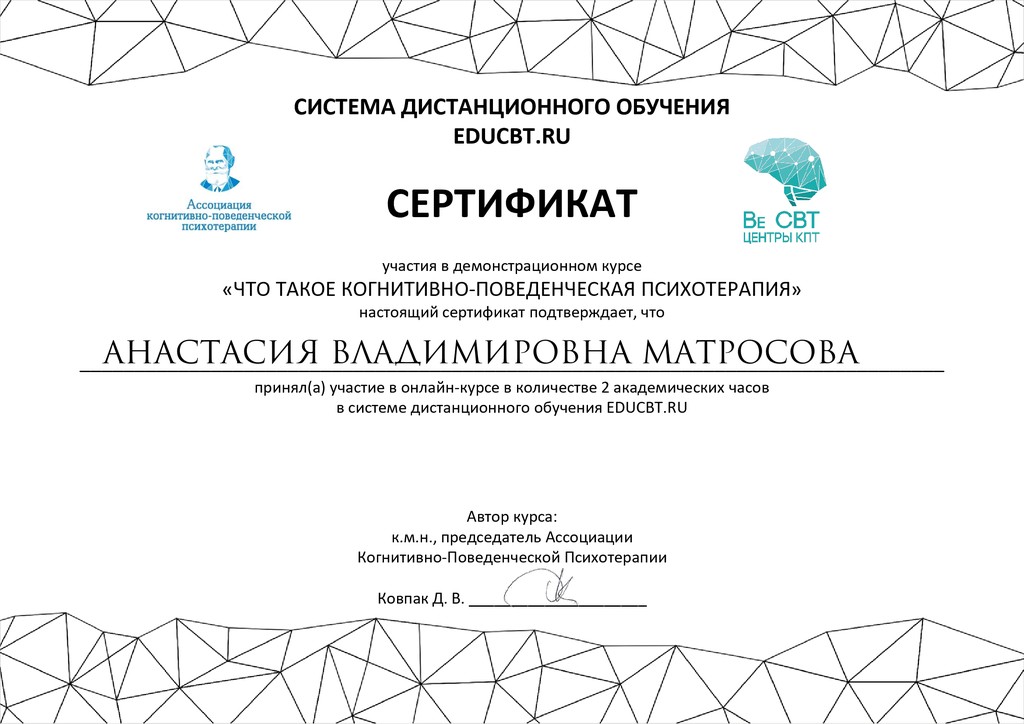 СИСТЕМА ДИСТАНЦИОННОГО ОБУЧЕНИЯ
EDUCBT.RU
Ассоциация
когнитивно-поведенческой
психотерапии
СЕРТИФИКАТ
Be CBT
ЦЕНТРЫ КПТ
участия в демонстрационном курсе
«ЧТО ТАКОЕ КОГНИТИВНО-ПОВЕДЕНЧЕСКАЯ ПСИХОТЕРАПИЯ»
настоящий сертификат подтверждает, что
АНАСТАСИЯ ВЛАДИМИРОВНА МАТРОСОВА
принял(а) участие в онлайн-курсе в количестве 2 академических часов
в системе дистанционного обучения EDUCBT.RU
Автор курса:
к.м.н., председатель Ассоциации
Когнитивно-Поведенческой Психотерапии
Ковпак Д. В.